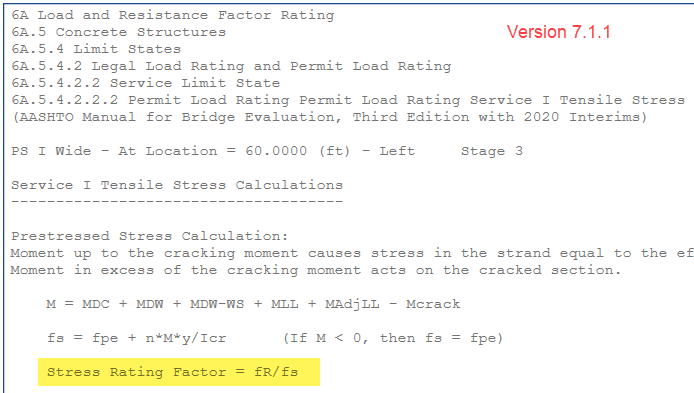 6A Load and Resistance Factor Rating
6A.5 Concrete Structures
Version 7.1.1
6A.5.4 Limit States
6A.5.4.2 Legal Load Rating and Permit Load Rating
6A.5.4.2.2 Service Limit State
6A.5.4.2.2.2 Permit Load Rating Permit Load Rating Service I Tensile Stress
(AASHTO Manual for Bridge Evaluation, Third Edition with 2020 Interims)
PS I Wide - At Location = 60.0000 (ft) - Left     Stage 3
Service I Tensile Stress Calculations
-------------------------------------
Prestressed Stress Calculation:
Moment up to the cracking moment causes stress in the strand equal to the ef
Moment in excess of the cracking moment acts on the cracked section.
M = MDC + MDW + MDW-WS + MLL + MAdjLL - Mcrack
fs = fpe + n*M*y/Icr      (If M < 0, then fs = fpe)
Stress Rating Factor = fR/fs